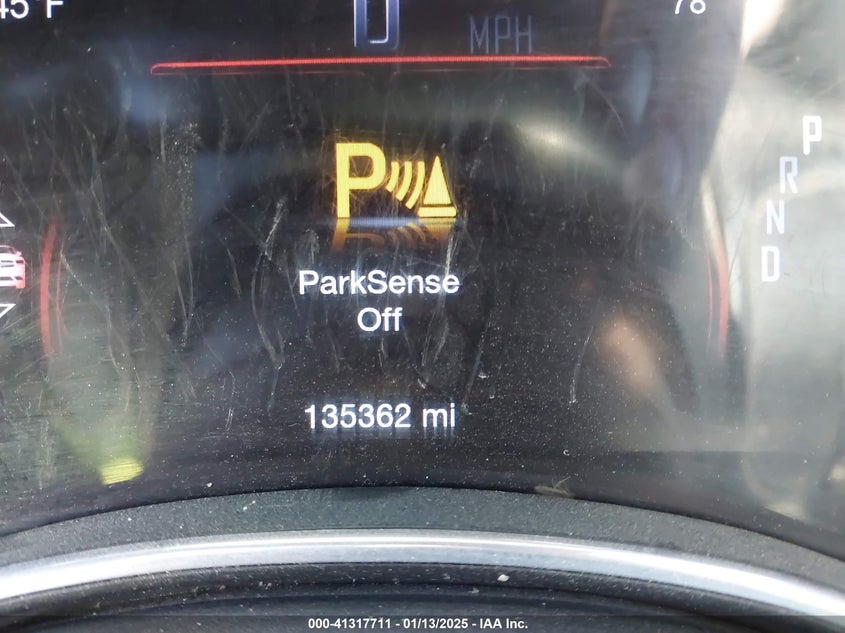 45°F
0
MPH
78
P
P
R
N
D
ParkSense
Off
135362 mi
000-41317711 - 01/13/2025 - IAA Inc.